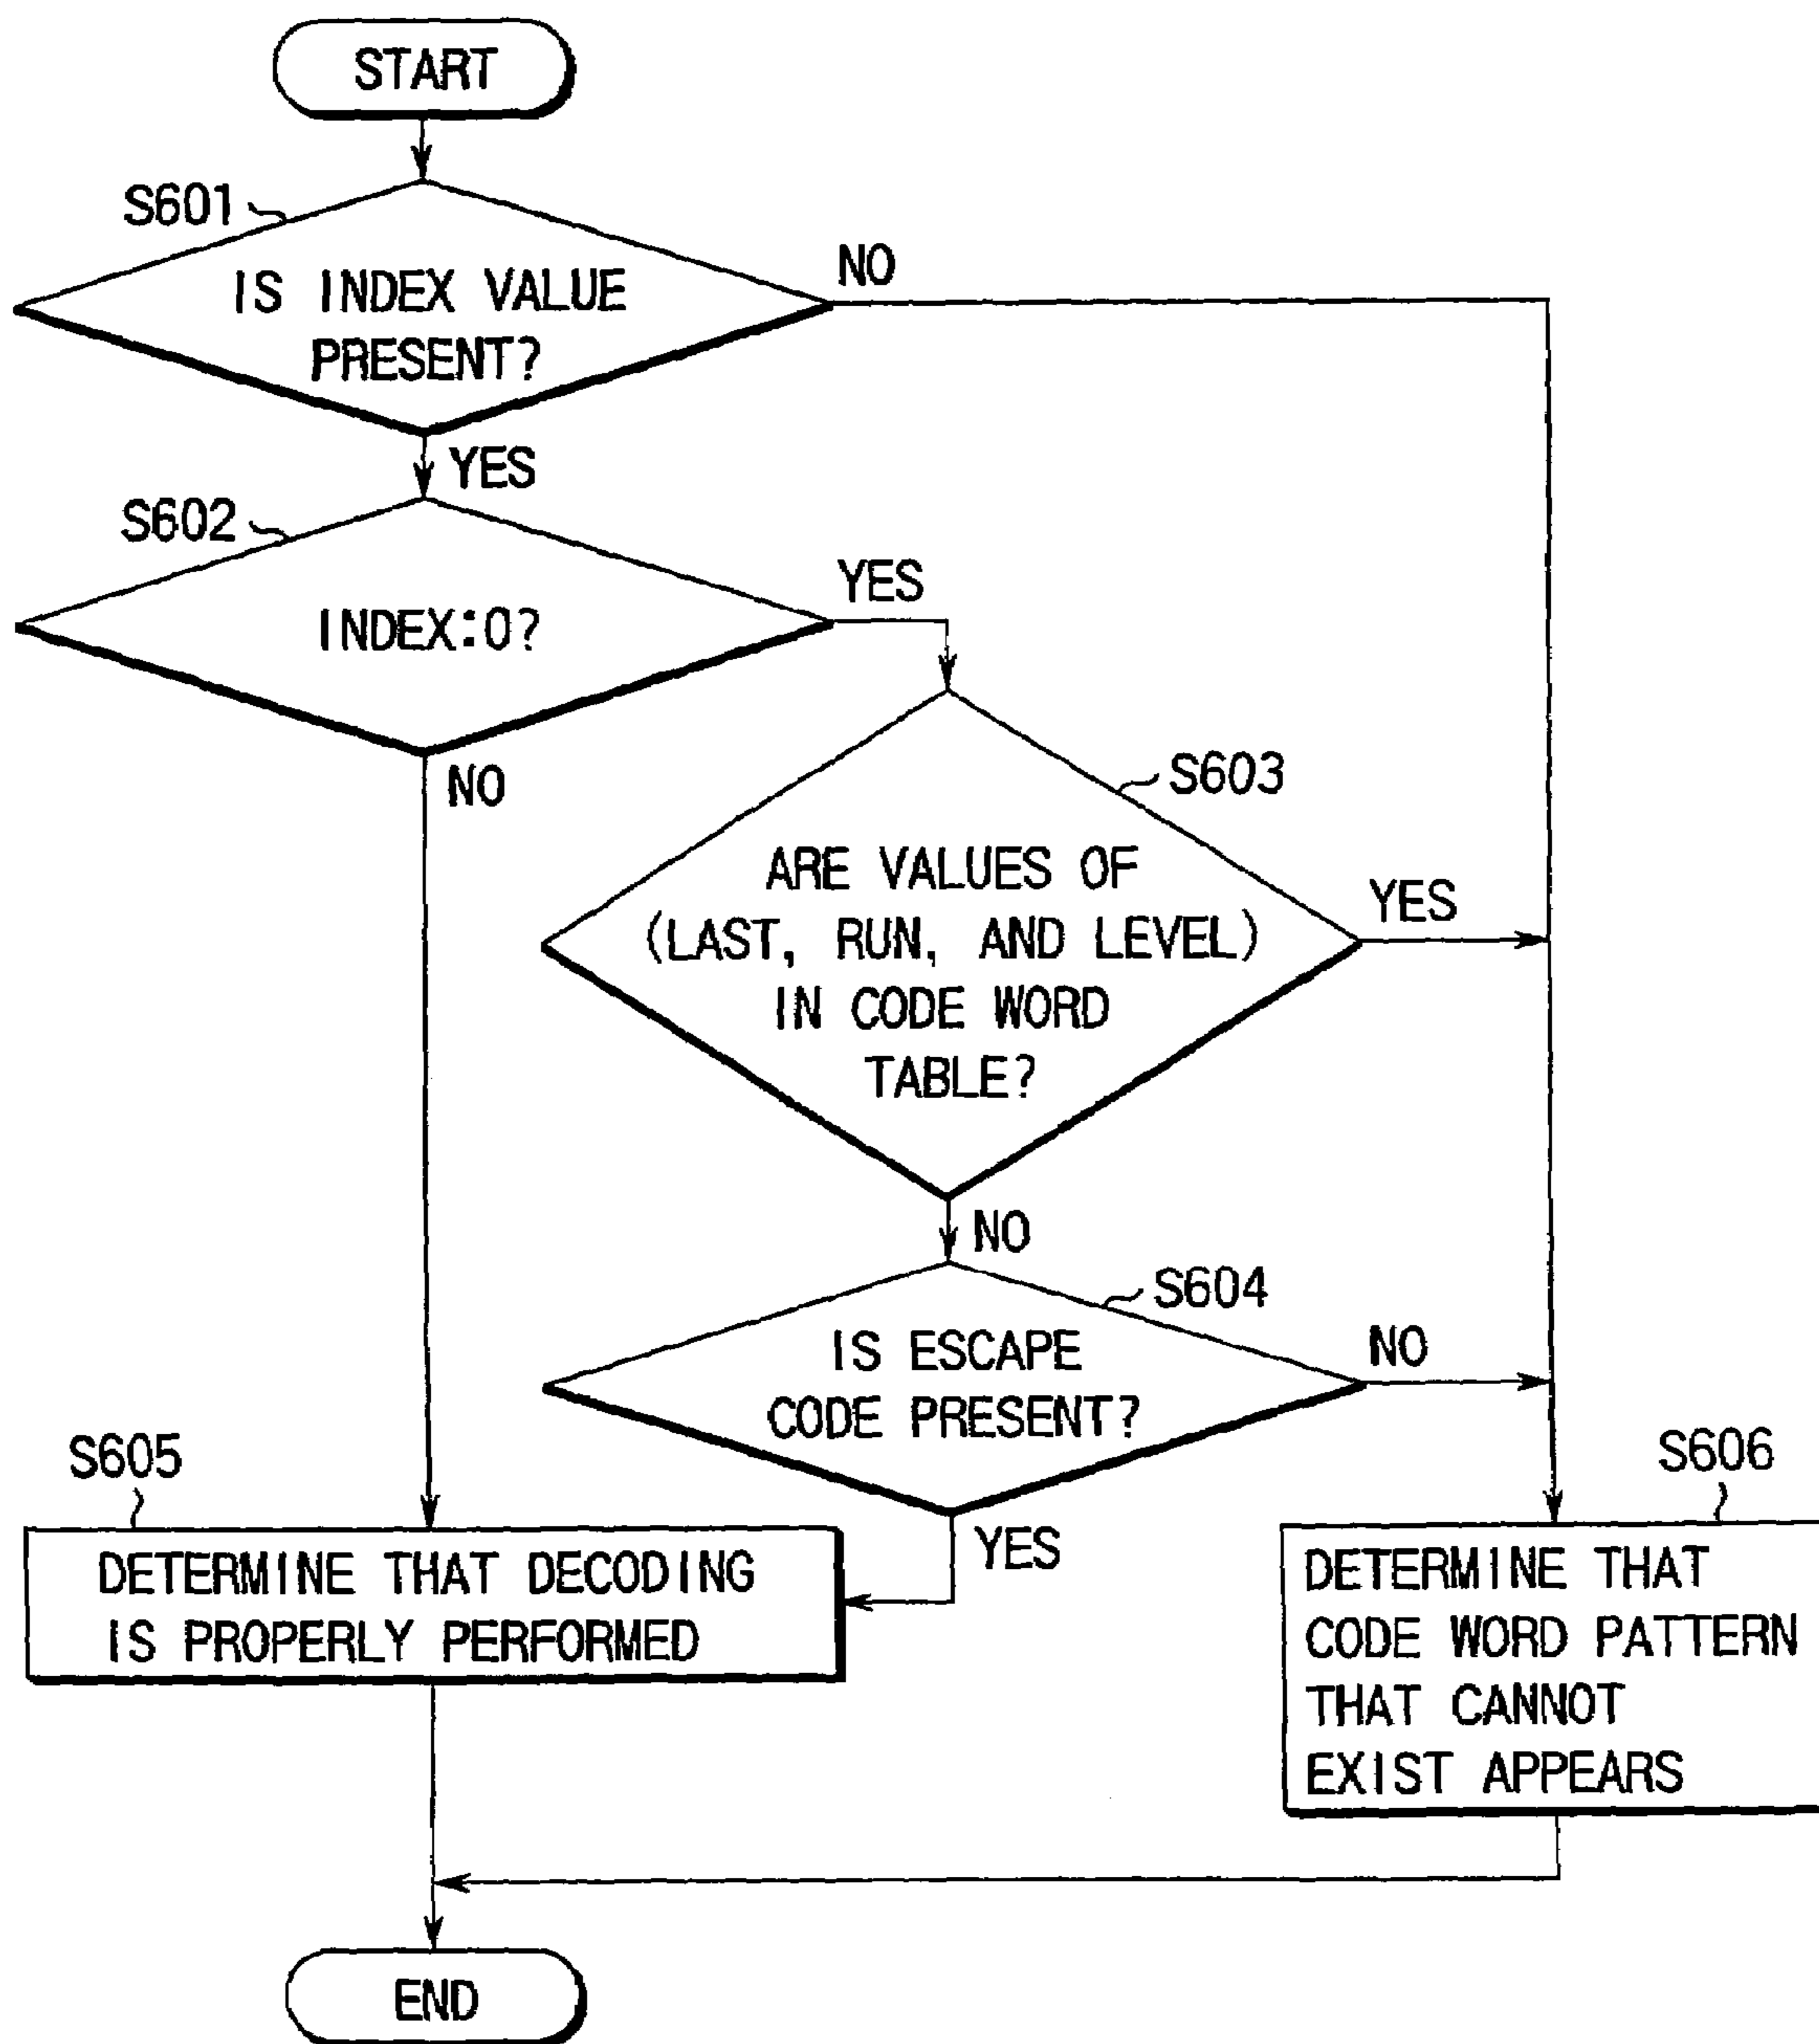 START
S601
IS INDEX VALUE
PRESENT?
NO
YES
S602
INDEX:0?
YES
NO
S603
ARE VALUES OF
(LAST, RUN, AND LEVEL)
IN CODE WORD
TABLE?
YES
NO
S604
IS ESCAPE
CODE PRESENT?
NO
YES
S605
DETERMINE THAT DECODING
IS PROPERLY PERFORMED
S606
DETERMINE THAT
CODE WORD PATTERN
THAT CANNOT
EXIST APPEARS
END